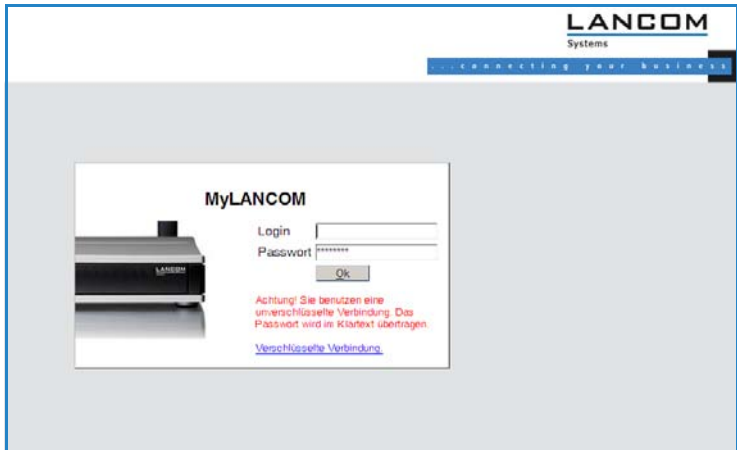 LANCOM
Systems
...connecting your business
MyLANCOM
Login
Passwort ********
Ok
LANCOM
Achtung! Sie benutzen eine
unverschlüsselte Verbindung. Das
Passwort wird im Klartext übertragen.
Verschlüsselte Verbindung.